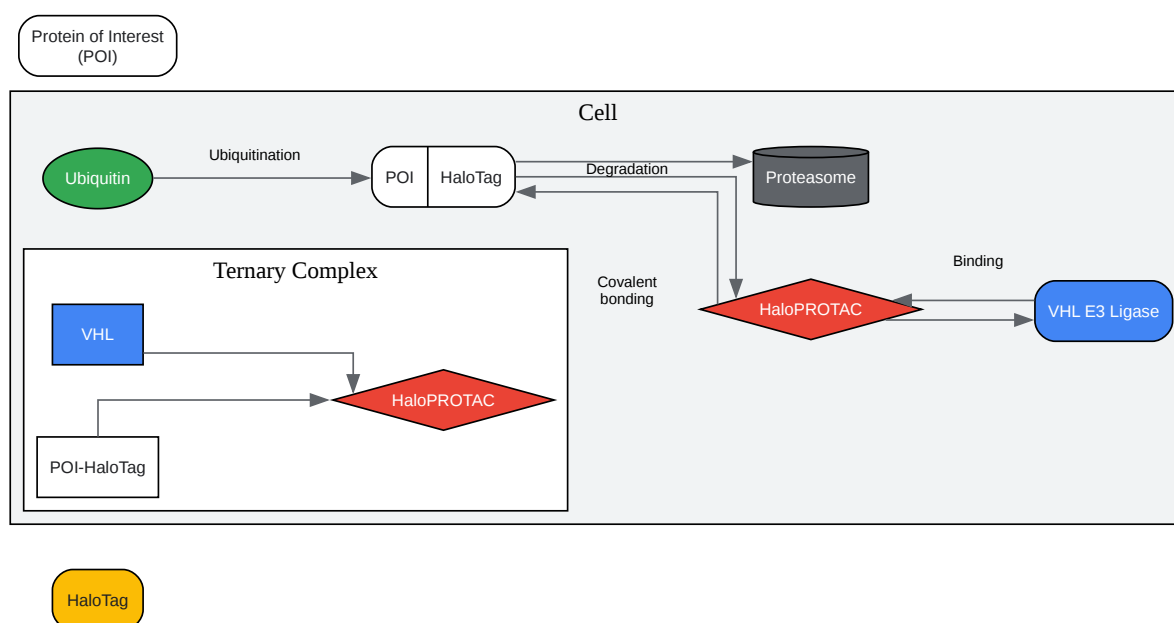 Protein of Interest
(POI)
Cell
Ubiquitin
Ubiquitination
POI
HaloTag
Degradation
Proteasome
Ternary Complex
VHL
HaloPROTAC
POI-HaloTag
Covalent
bonding
HaloPROTAC
Binding
VHL E3 Ligase
HaloTag